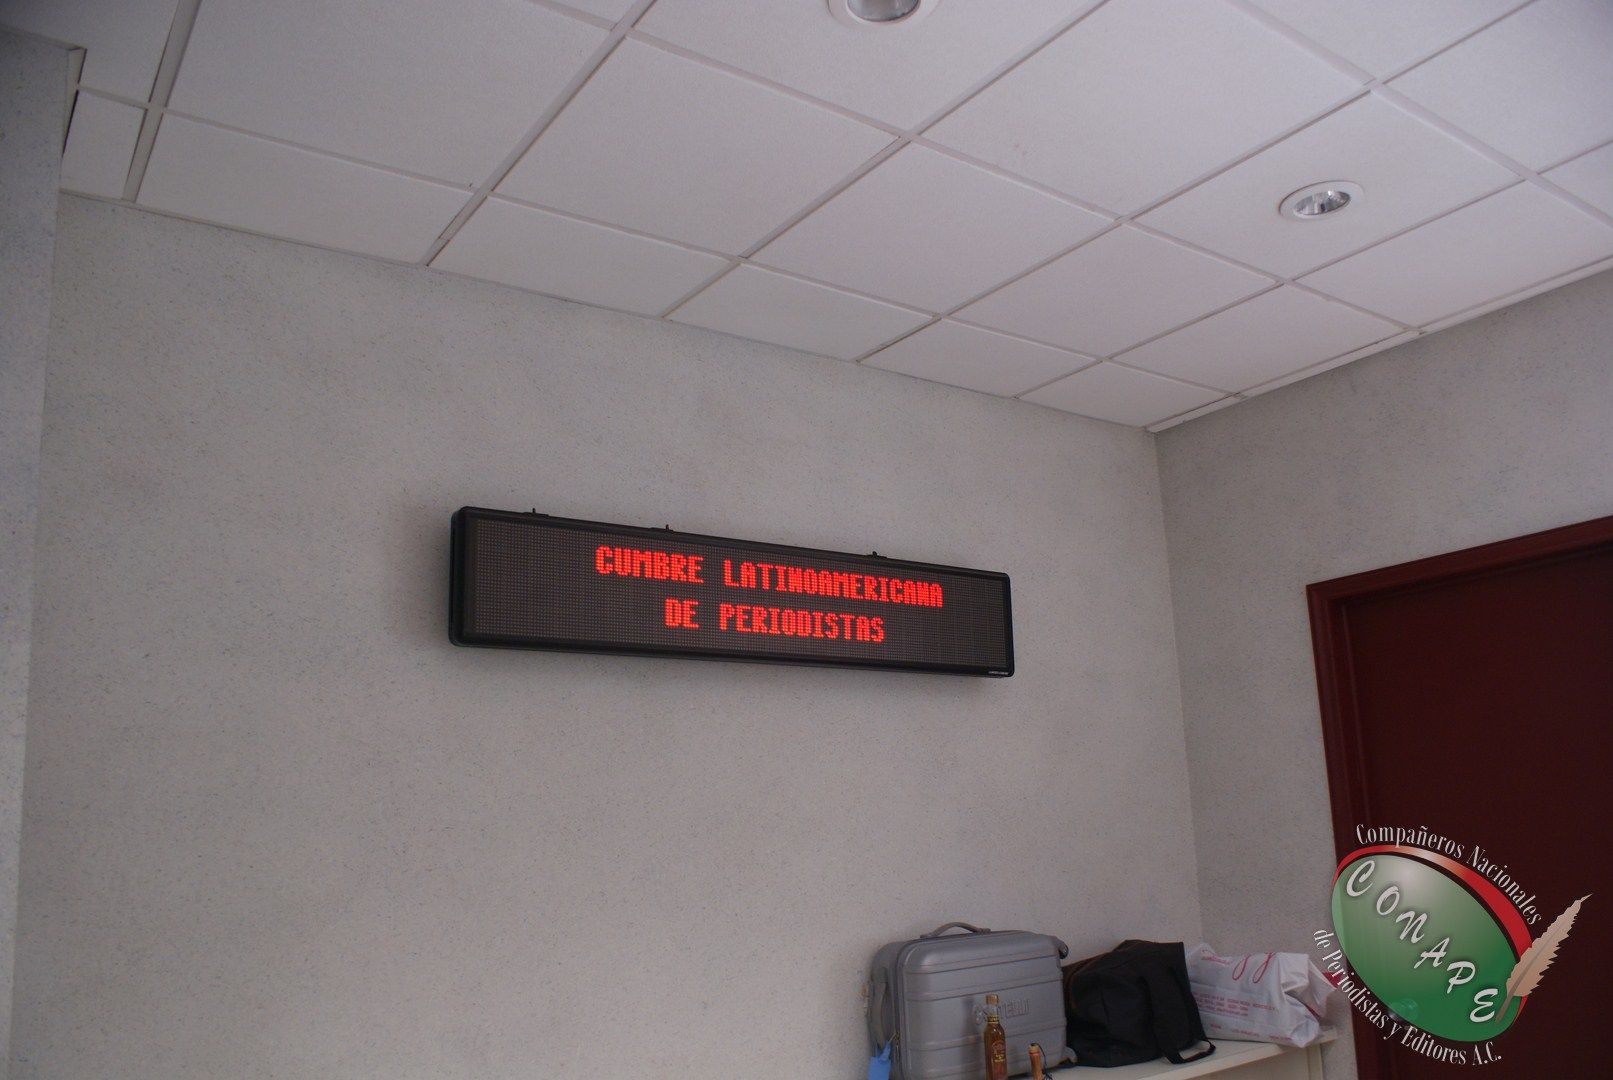 CUMBRE LATINOAMERICANA
DE PERIODISTAS
Compañeros Nacionales
CONAPE
de Periodistas y Editores A.C.